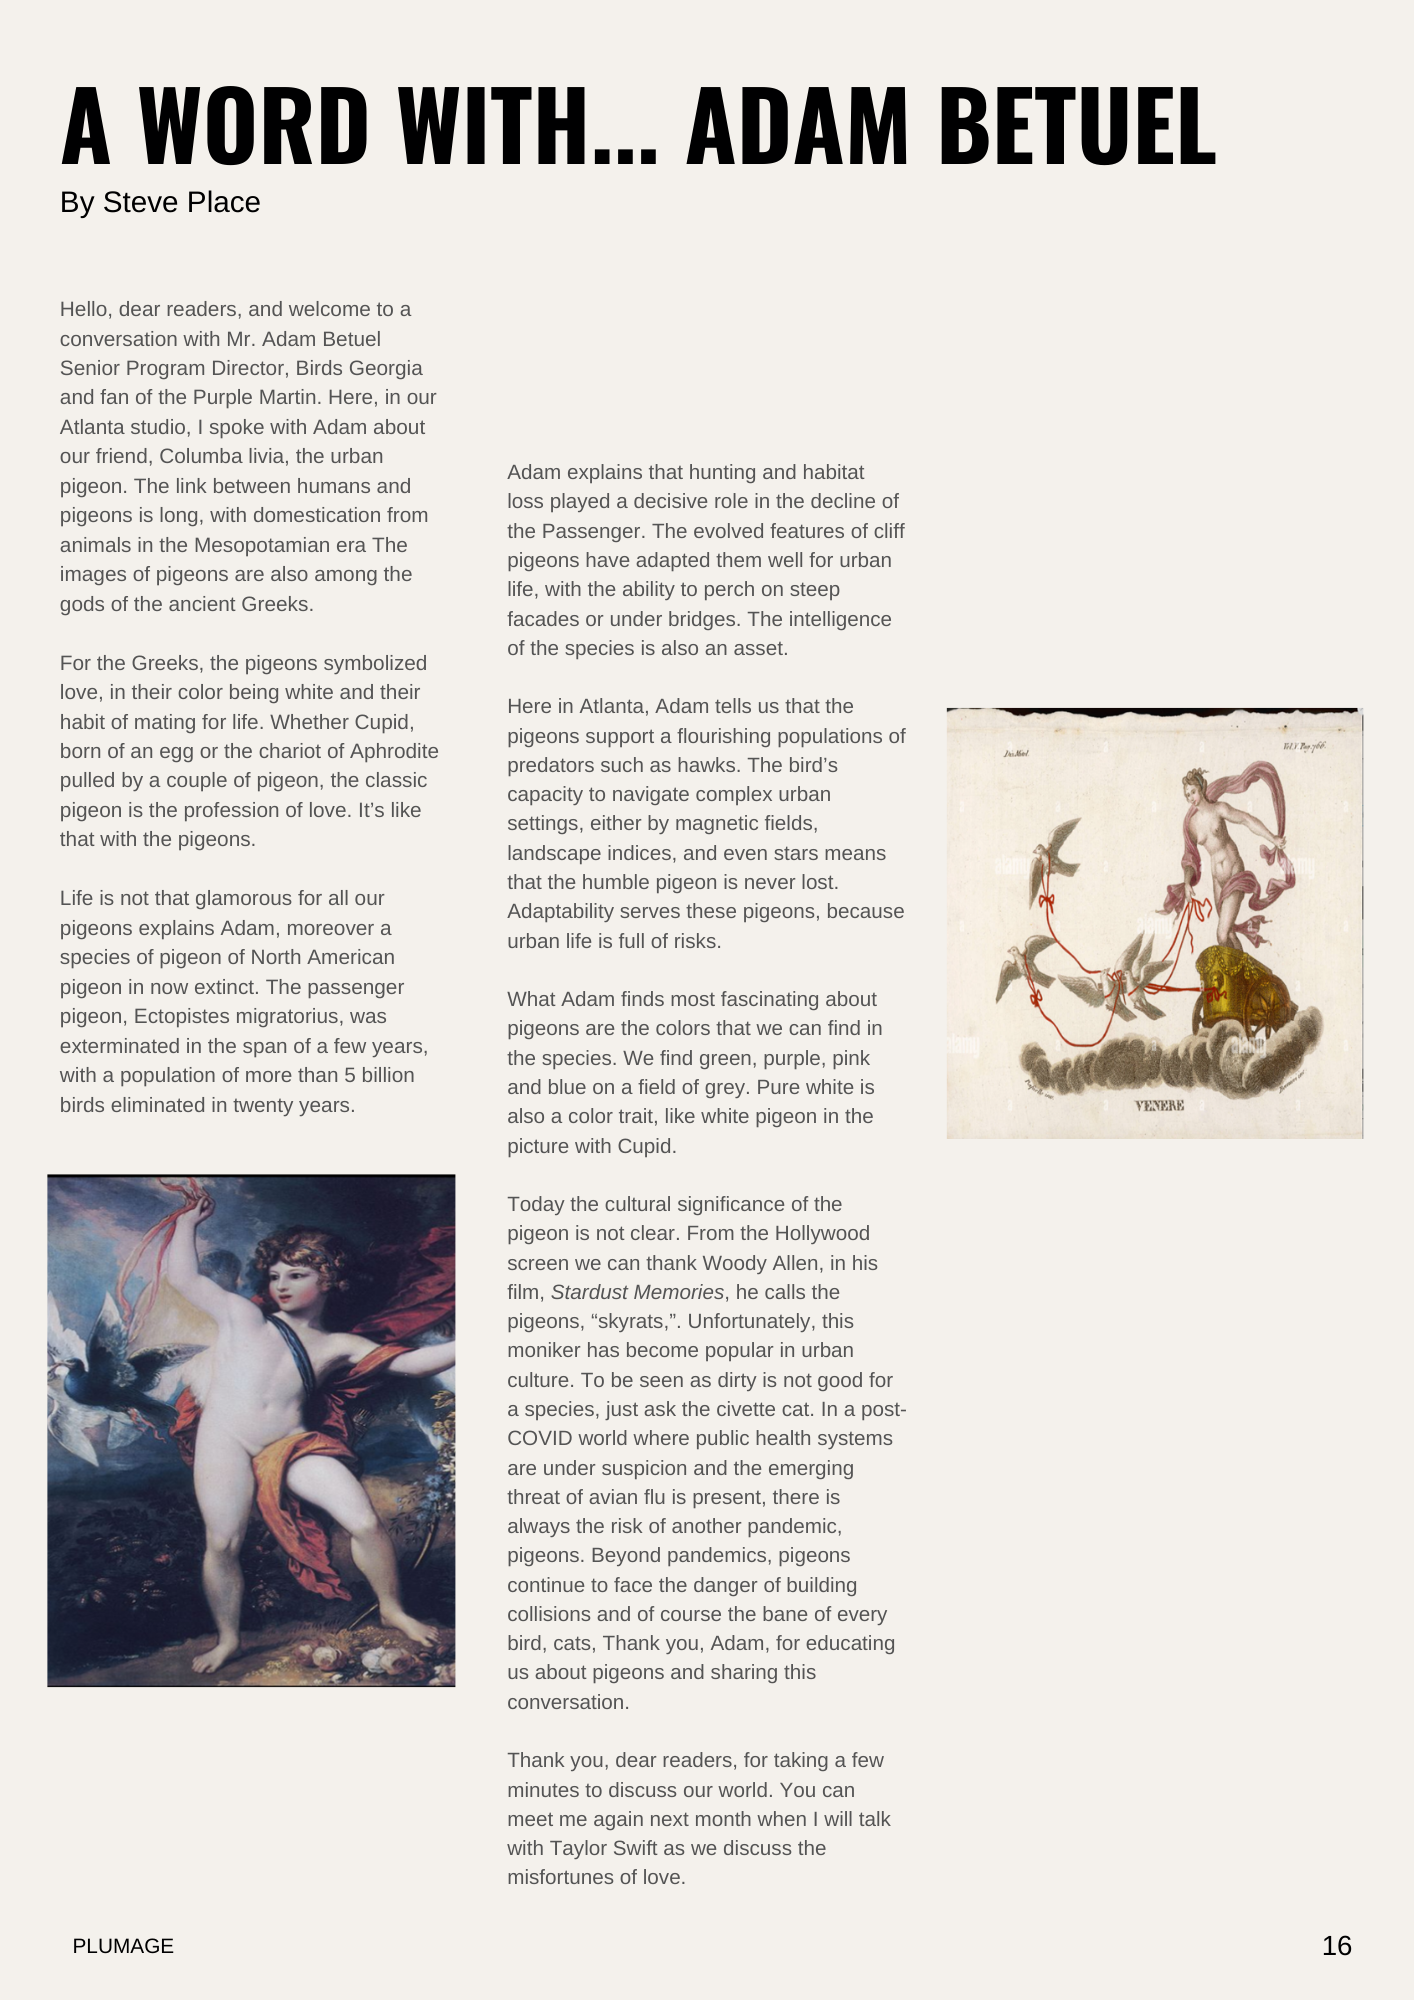 A WORD WITH... ADAM BETUEL
By Steve Place
Hello, dear readers, and welcome to a
conversation with Mr. Adam Betuel
Senior Program Director, Birds Georgia
and fan of the Purple Martin. Here, in our
Atlanta studio, I spoke with Adam about
our friend, Columba livia, the urban
pigeon. The link between humans and
pigeons is long, with domestication from
animals in the Mesopotamian era The
images of pigeons are also among the
gods of the ancient Greeks.
For the Greeks, the pigeons symbolized
love, in their color being white and their
habit of mating for life. Whether Cupid,
born of an egg or the chariot of Aphrodite
pulled by a couple of pigeon, the classic
pigeon is the profession of love. It’s like
that with the pigeons.
Life is not that glamorous for all our
pigeons explains Adam, moreover a
species of pigeon of North American
pigeon in now extinct. The passenger
pigeon, Ectopistes migratorius, was
exterminated in the span of a few years,
with a population of more than 5 billion
birds eliminated in twenty years.
Adam explains that hunting and habitat
loss played a decisive role in the decline of
the Passenger. The evolved features of cliff
pigeons have adapted them well for urban
life, with the ability to perch on steep
facades or under bridges. The intelligence
of the species is also an asset.
Here in Atlanta, Adam tells us that the
pigeons support a flourishing populations of
predators such as hawks. The bird’s
capacity to navigate complex urban
settings, either by magnetic fields,
landscape indices, and even stars means
that the humble pigeon is never lost.
Adaptability serves these pigeons, because
urban life is full of risks.
What Adam finds most fascinating about
pigeons are the colors that we can find in
the species. We find green, purple, pink
and blue on a field of grey. Pure white is
also a color trait, like white pigeon in the
picture with Cupid.
Today the cultural significance of the
pigeon is not clear. From the Hollywood
screen we can thank Woody Allen, in his
film, Stardust Memories, he calls the
pigeons, “skyrats,”. Unfortunately, this
moniker has become popular in urban
culture. To be seen as dirty is not good for
a species, just ask the civette cat. In a post-
COVID world where public health systems
are under suspicion and the emerging
threat of avian flu is present, there is
always the risk of another pandemic,
pigeons. Beyond pandemics, pigeons
continue to face the danger of building
collisions and of course the bane of every
bird, cats, Thank you, Adam, for educating
us about pigeons and sharing this
conversation.
Thank you, dear readers, for taking a few
minutes to discuss our world. You can
meet me again next month when I will talk
with Taylor Swift as we discuss the
misfortunes of love.
Vol. V. Pag. 766.
alamy
alamy
alamy
alamy
alamy
VENERE
PLUMAGE
16